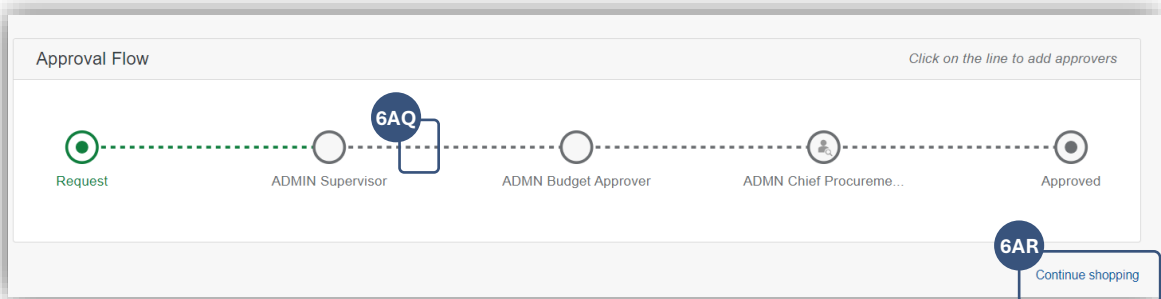 Approval Flow
Click on the line to add approvers
6AQ
Request
ADMIN Supervisor
ADMN Budget Approver
ADMN Chief Procureme...
Approved
6AR
Continue shopping